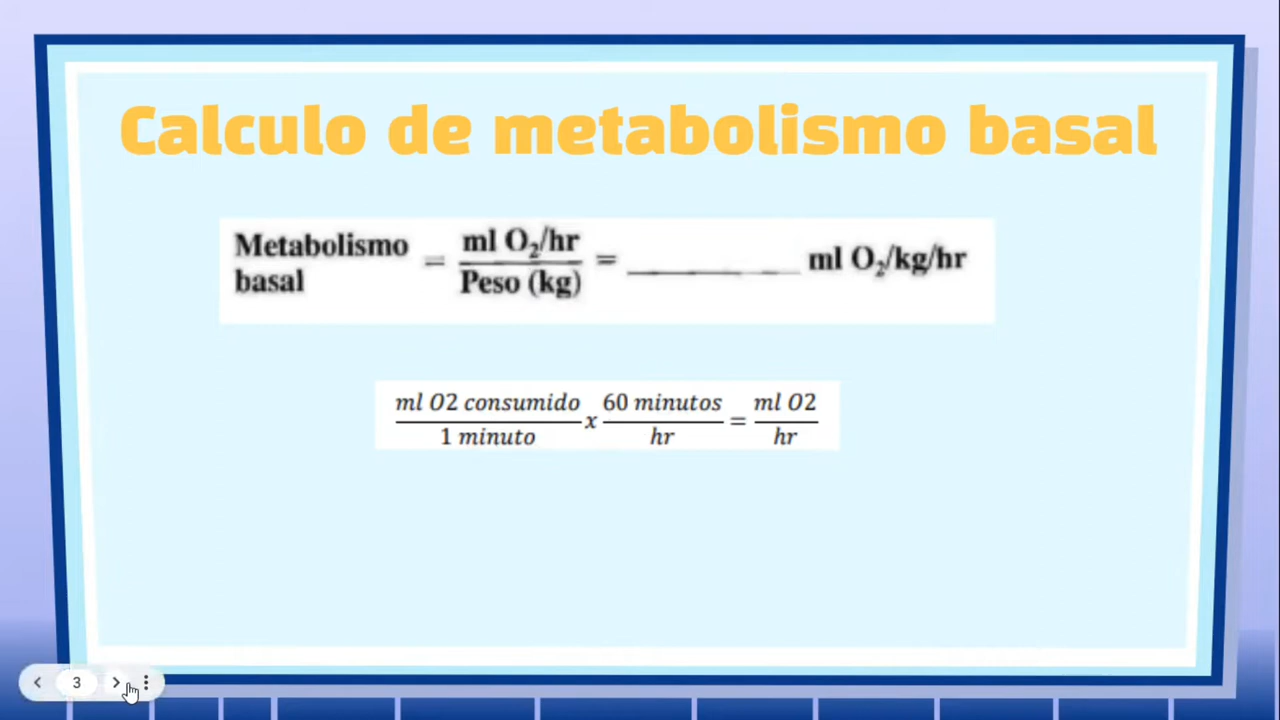 Calculo de metabolismo basal
Metabolismo basal = ml O₂/hr / Peso (kg) = ________ ml O₂/kg/hr
ml O2 consumido / 1 minuto x 60 minutos / hr = ml O2 / hr
3